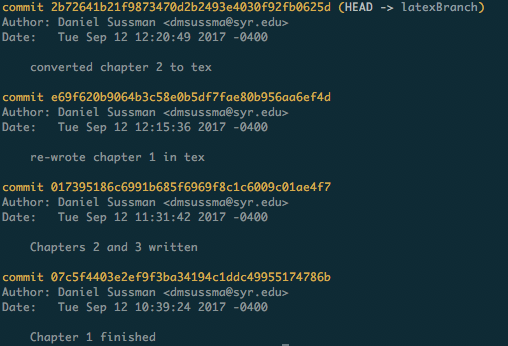 commit 2b72641b21f9873470d2b2493e4030f92fb0625d (HEAD -> latexBranch)
Author: Daniel Sussman <dmsussma@syr.edu>
Date:   Tue Sep 12 12:20:49 2017 -0400
converted chapter 2 to tex
commit e69f620b9064b3c58e0b5df7fae80b956aa6ef4d
Author: Daniel Sussman <dmsussma@syr.edu>
Date:   Tue Sep 12 12:15:36 2017 -0400
re-wrote chapter 1 in tex
commit 017395186c6991b685f6969f8c1c6009c01ae4f7
Author: Daniel Sussman <dmsussma@syr.edu>
Date:   Tue Sep 12 11:31:42 2017 -0400
Chapters 2 and 3 written
commit 07c5f4403e2ef9f3ba34194c1ddc49955174786b
Author: Daniel Sussman <dmsussma@syr.edu>
Date:   Tue Sep 12 10:39:24 2017 -0400
Chapter 1 finished